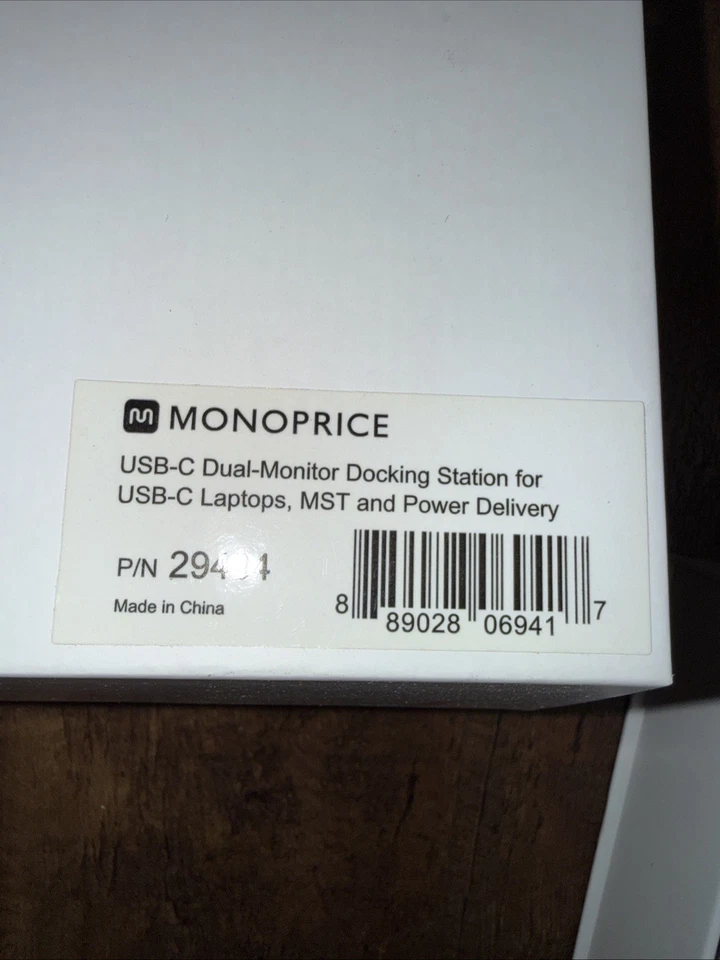 MONOPRICE
USB-C Dual-Monitor Docking Station for
USB-C Laptops, MST and Power Delivery
P/N
Made in China
8 89028 06941 7